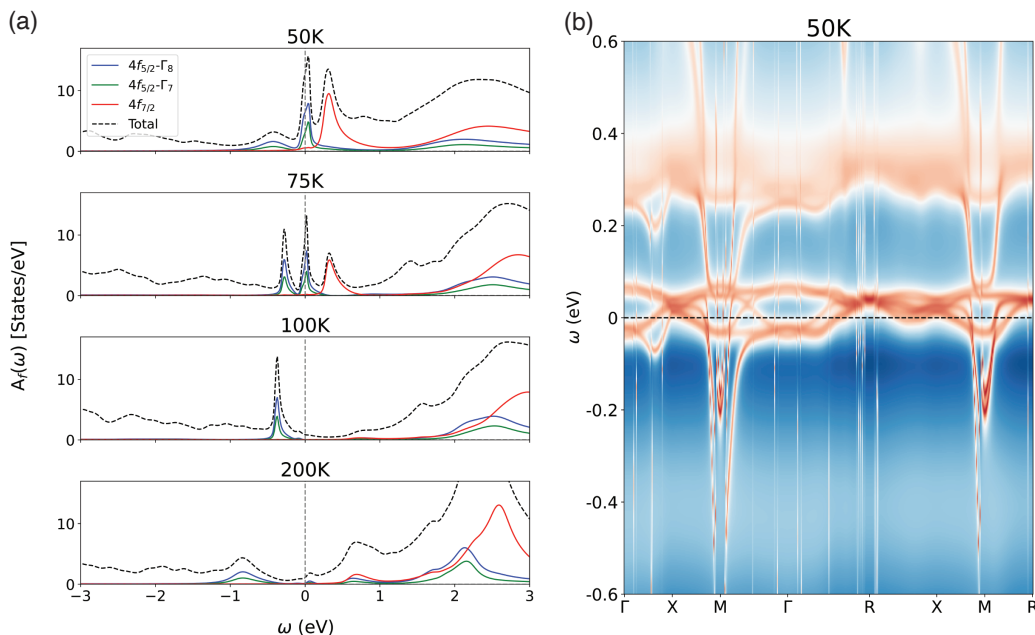 (a)
50K
4f5/2-Γ8
4f5/2-Γ7
4f7/2
Total
10
0
75K
10
0
100K
10
0
200K
10
0
−3 −2 −1 0 1 2 3
ω (eV)
Af(ω) [States/eV]
(b)
50K
0.6
0.4
0.2
0
-0.2
-0.4
-0.6
ω (eV)
Γ X M Γ R X M R